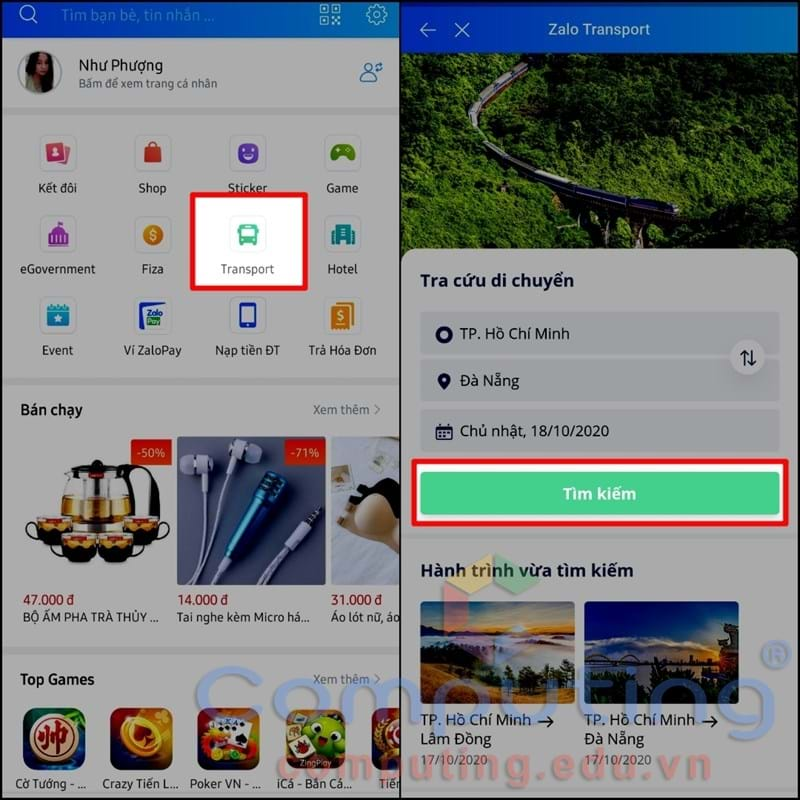 Tìm bạn bè, tin nhắn ...
Như Phượng
Bấm để xem trang cá nhân
Kết đôi
Shop
Sticker
Game
eGovernment
Fiza
Transport
Hotel
Event
Ví ZaloPay
Nạp tiền ĐT
Trả Hóa Đơn
Zalo
Pay
Bán chạy
Xem thêm
-50%
-71%
47.000 đ
14.000 đ
31.000 đ
BỘ ẤM PHA TRÀ THỦY ...
Tai nghe kèm Micro há...
Áo lót nữ, áo
Top Games
Xem thêm
ZingPlay
Cờ Tướng - ...
Crazy Tiến L...
Poker VN - ...
iCá - Bắn Cá...
Tiến
Zalo Transport
Tra cứu di chuyển
TP. Hồ Chí Minh
Đà Nẵng
Chủ nhật, 18/10/2020
Tìm kiếm
Hành trình vừa tìm kiếm
TP. Hồ Chí Minh →
Lâm Đồng
17/10/2020
TP. Hồ Chí Minh →
Đà Nẵng
17/10/2020
Computing®
computing.edu.vn